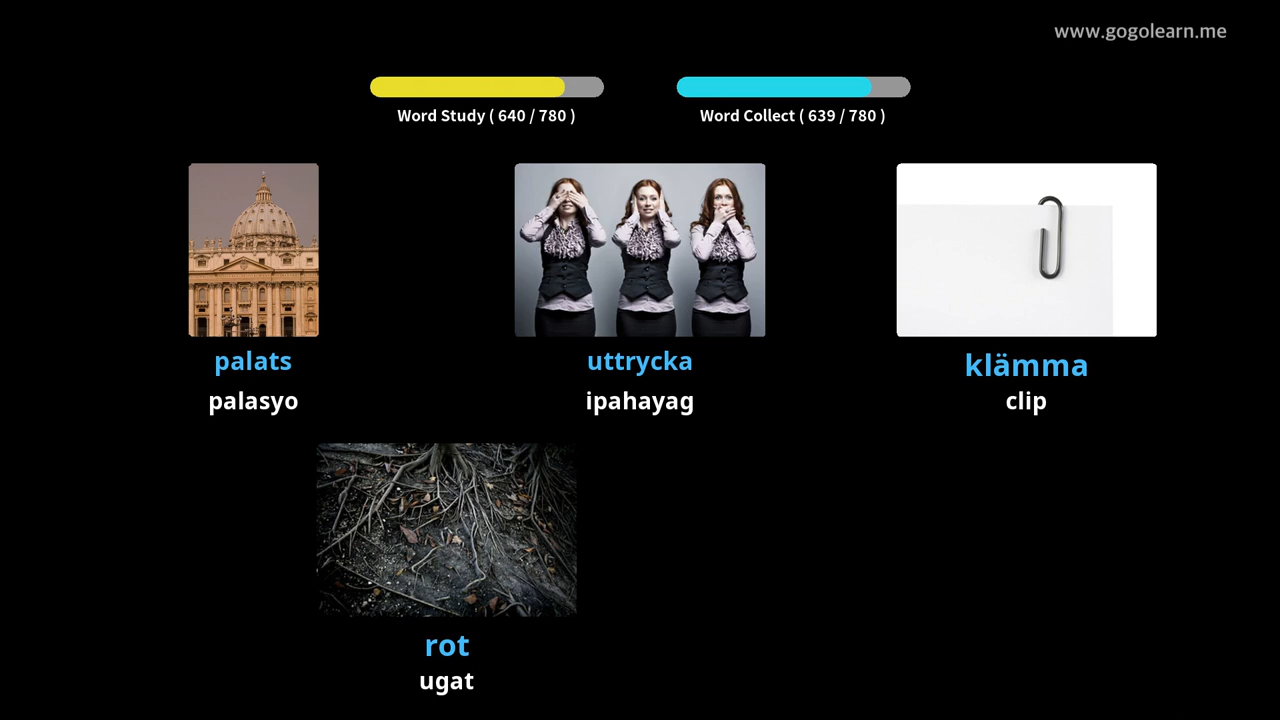 www.gogolearn.me
Word Study ( 640 / 780 )
Word Collect ( 639 / 780 )
palats
palasyo
uttrycka
ipahayag
klämma
clip
rot
ugat